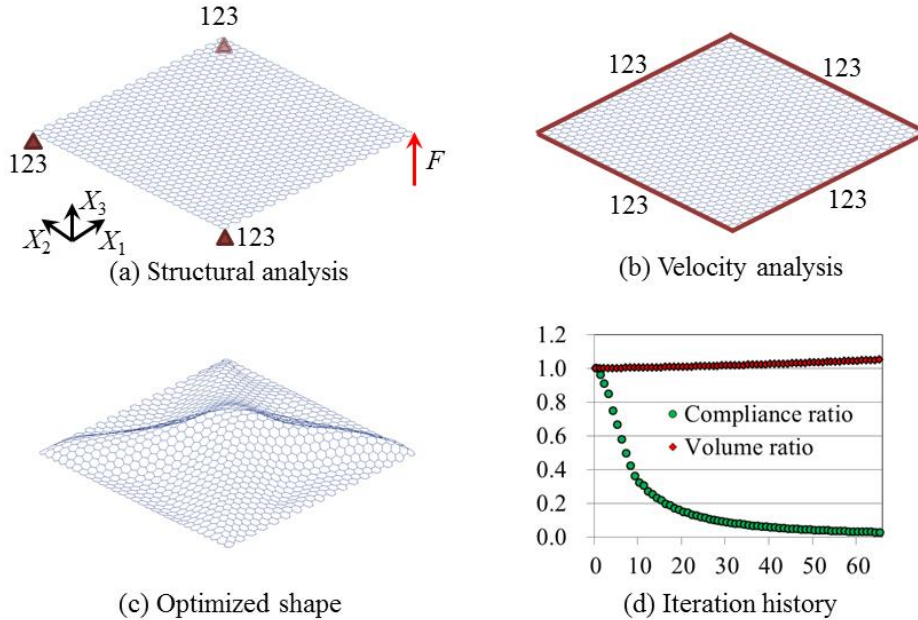 123
123
F
X3
X2
X1
123
(a) Structural analysis
123
123
123
123
(b) Velocity analysis
(c) Optimized shape
1.2
1.0
0.8
0.6
0.4
0.2
0.0
Compliance ratio
Volume ratio
0 10 20 30 40 50 60
(d) Iteration history